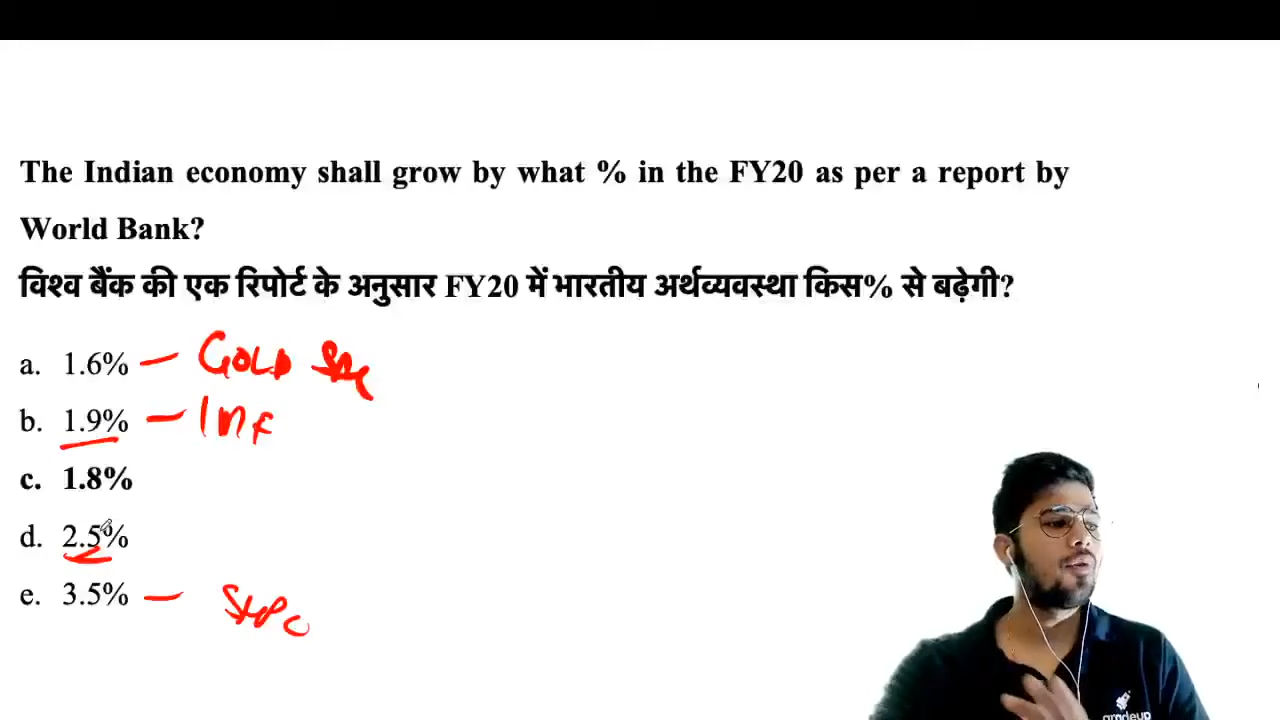 The Indian economy shall grow by what % in the FY20 as per a report by
World Bank?
विश्व बैंक की एक रिपोर्ट के अनुसार FY20 में भारतीय अर्थव्यवस्था किस% से बढ़ेगी?
a. 1.6% — GOLD
b. 1.9% —
c. 1.8%
d. 2.5%
e. 3.5% —
gradeup